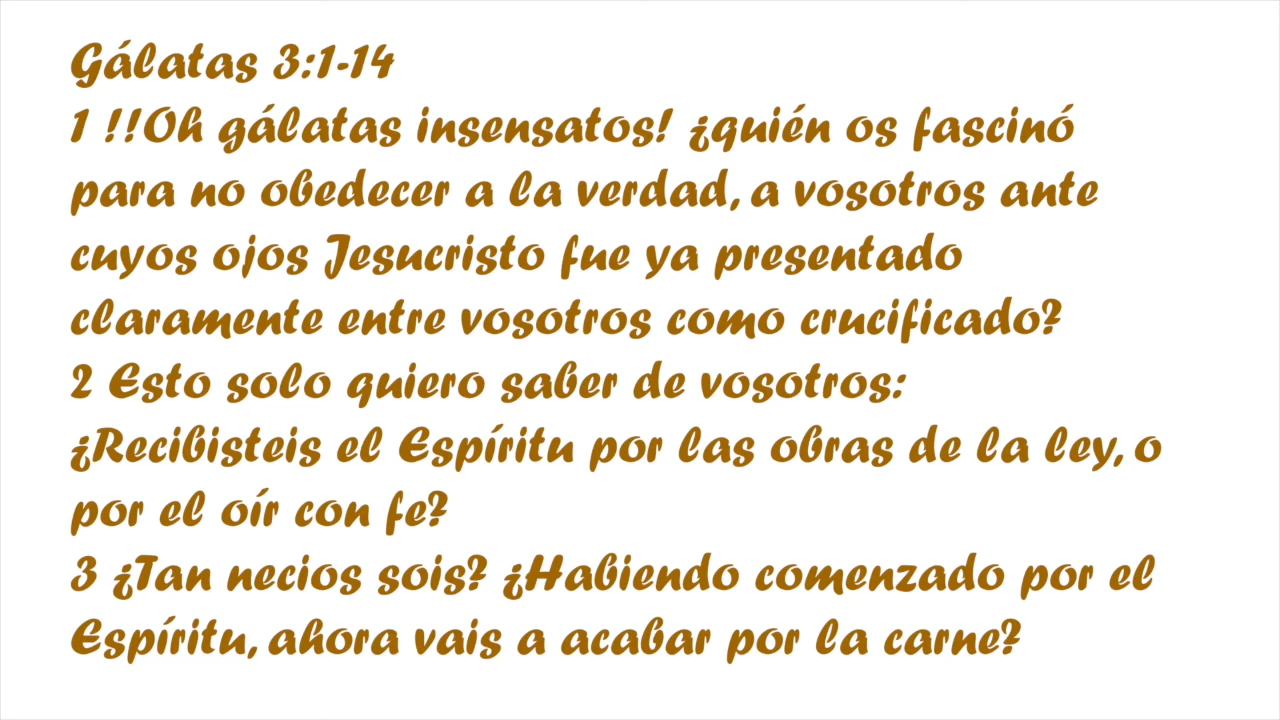 Gálatas 3:1-14
1 !!Oh gálatas insensatos! ¿quién os fascinó
para no obedecer a la verdad, a vosotros ante
cuyos ojos Jesucristo fue ya presentado
claramente entre vosotros como crucificado?
2 Esto solo quiero saber de vosotros:
¿Recibisteis el Espíritu por las obras de la ley, o
por el oír con fe?
3 ¿Tan necios sois? ¿Habiendo comenzado por el
Espíritu, ahora vais a acabar por la carne?